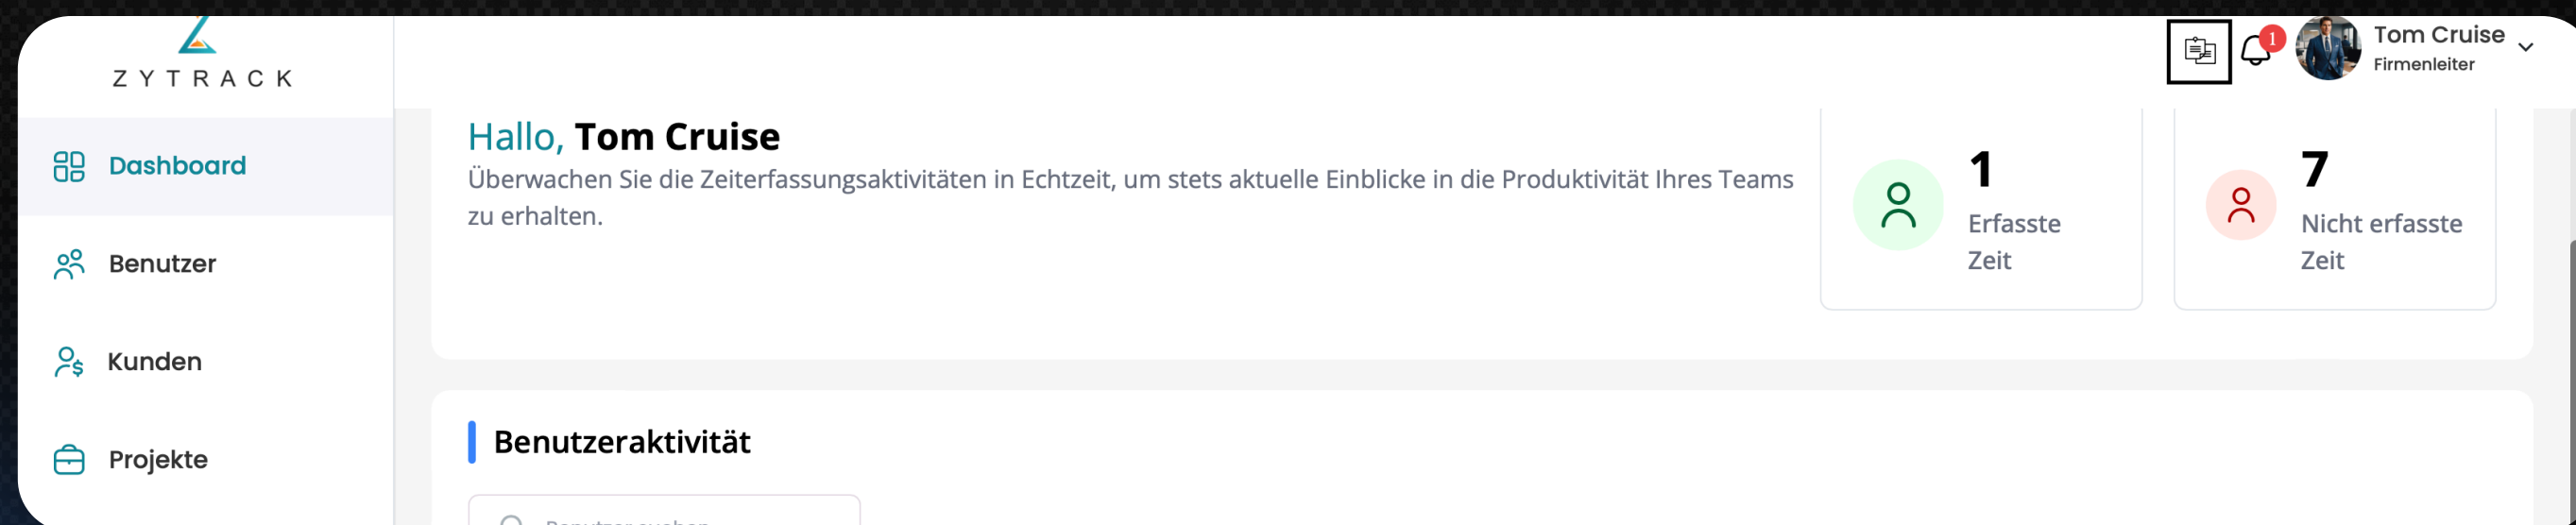 ZYTRACK
1
Tom Cruise
Firmenleiter
Dashboard
Benutzer
Kunden
Projekte
Hallo, Tom Cruise
Überwachen Sie die Zeiterfassungsaktivitäten in Echtzeit, um stets aktuelle Einblicke in die Produktivität Ihres Teams
zu erhalten.
1
Erfasste
Zeit
7
Nicht erfasste
Zeit
Benutzeraktivität